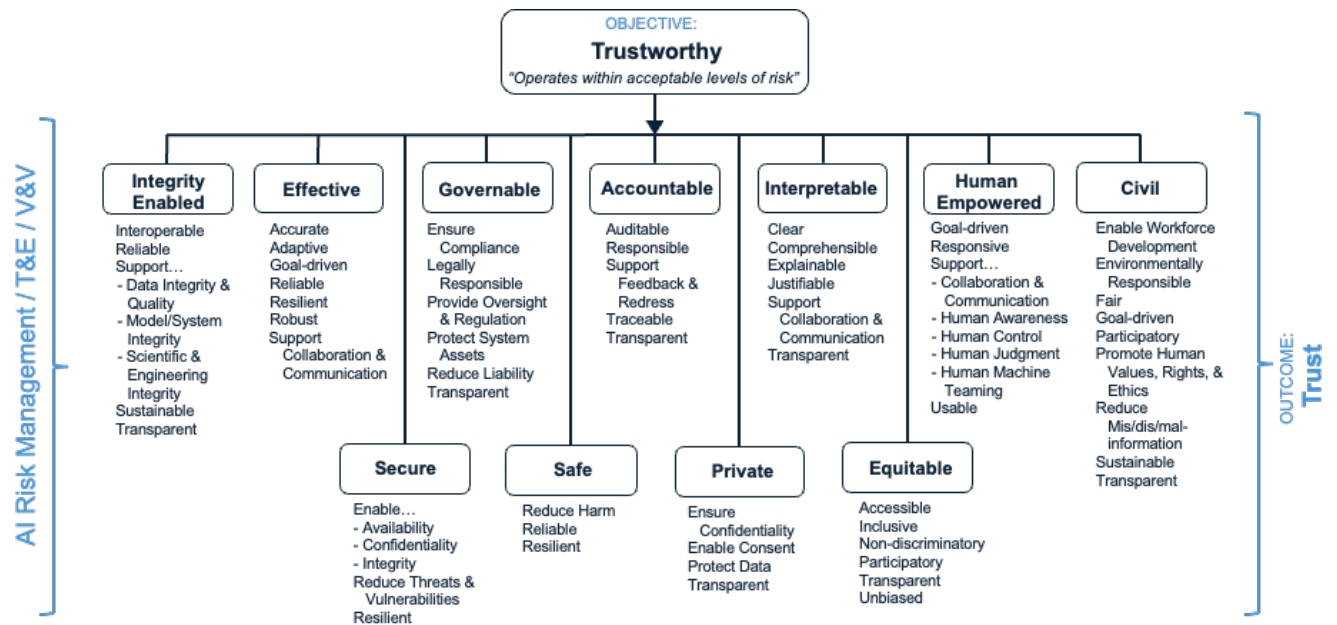 OBJECTIVE:
Trustworthy
“Operates within acceptable levels of risk”
AI Risk Management / T&E / V&V
Integrity
Enabled
Interoperable
Reliable
Support…
- Data Integrity &
Quality
- Model/System
Integrity
- Scientific &
Engineering
Integrity
Sustainable
Transparent
Effective
Accurate
Adaptive
Goal-driven
Reliable
Resilient
Robust
Support
Collaboration &
Communication
Governable
Ensure
Compliance
Legally
Responsible
Provide Oversight
& Regulation
Protect System
Assets
Reduce Liability
Transparent
Accountable
Auditable
Responsible
Support
Feedback &
Redress
Traceable
Transparent
Interpretable
Clear
Comprehensible
Explainable
Justifiable
Support
Collaboration &
Communication
Transparent
Human
Empowered
Goal-driven
Responsive
Support…
- Collaboration &
Communication
- Human Awareness
- Human Control
- Human Judgment
- Human Machine
Teaming
Usable
Civil
Enable Workforce
Development
Environmentally
Responsible
Fair
Goal-driven
Participatory
Promote Human
Values, Rights, &
Ethics
Reduce
Mis/dis/mal-
information
Sustainable
Transparent
Secure
Enable…
- Availability
- Confidentiality
- Integrity
Reduce Threats &
Vulnerabilities
Resilient
Safe
Reduce Harm
Reliable
Resilient
Private
Ensure
Confidentiality
Enable Consent
Protect Data
Transparent
Equitable
Accessible
Inclusive
Non-discriminatory
Participatory
Transparent
Unbiased
OUTCOME:
Trust